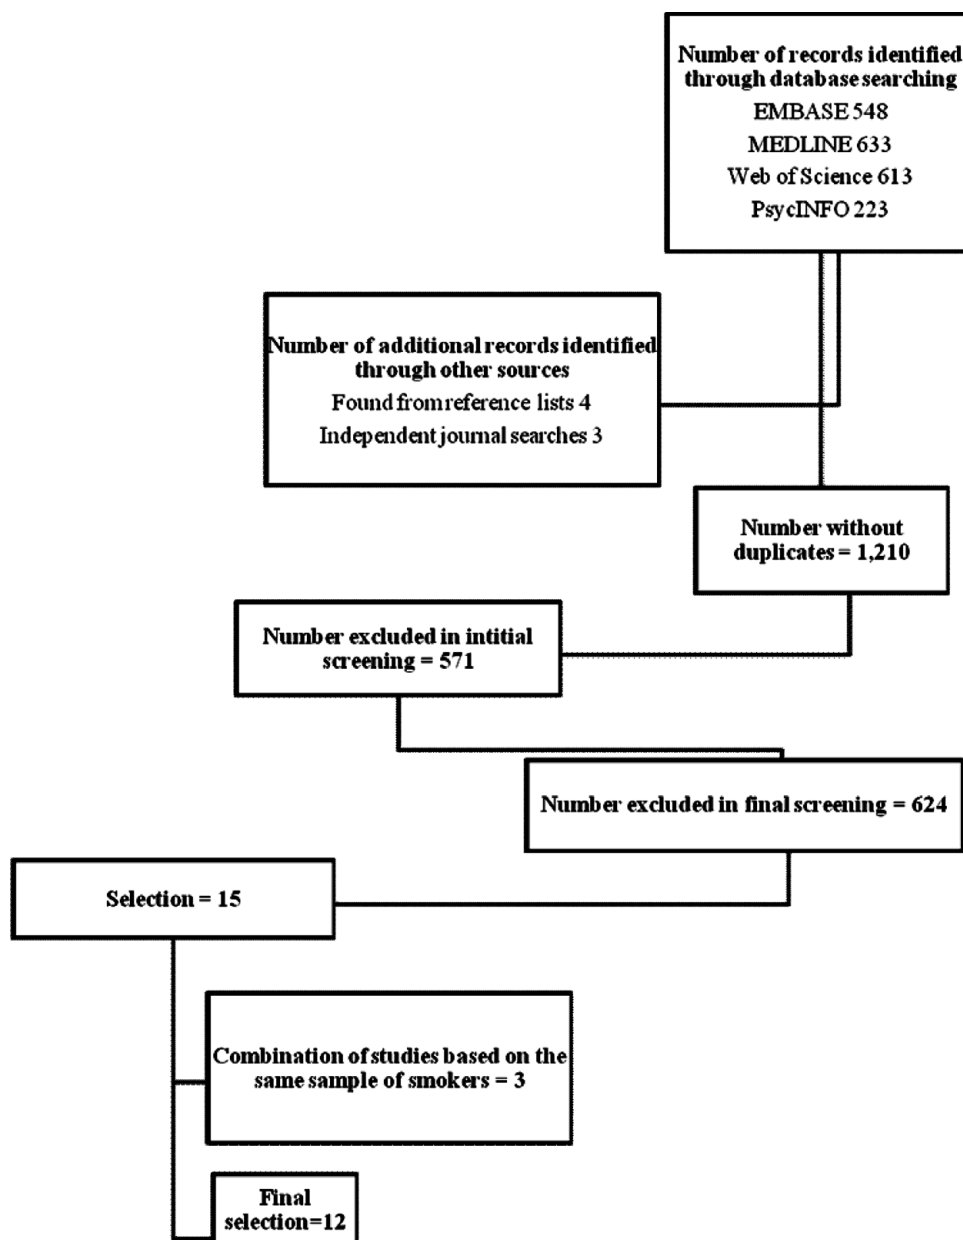 Number of records identified
through database searching
EMBASE 548
MEDLINE 633
Web of Science 613
PsycINFO 223
Number of additional records identified
through other sources
Found from reference lists 4
Independent journal searches 3
Number without
duplicates = 1,210
Number excluded in intitial
screening = 571
Number excluded in final screening = 624
Selection = 15
Combination of studies based on the
same sample of smokers = 3
Final
selection=12